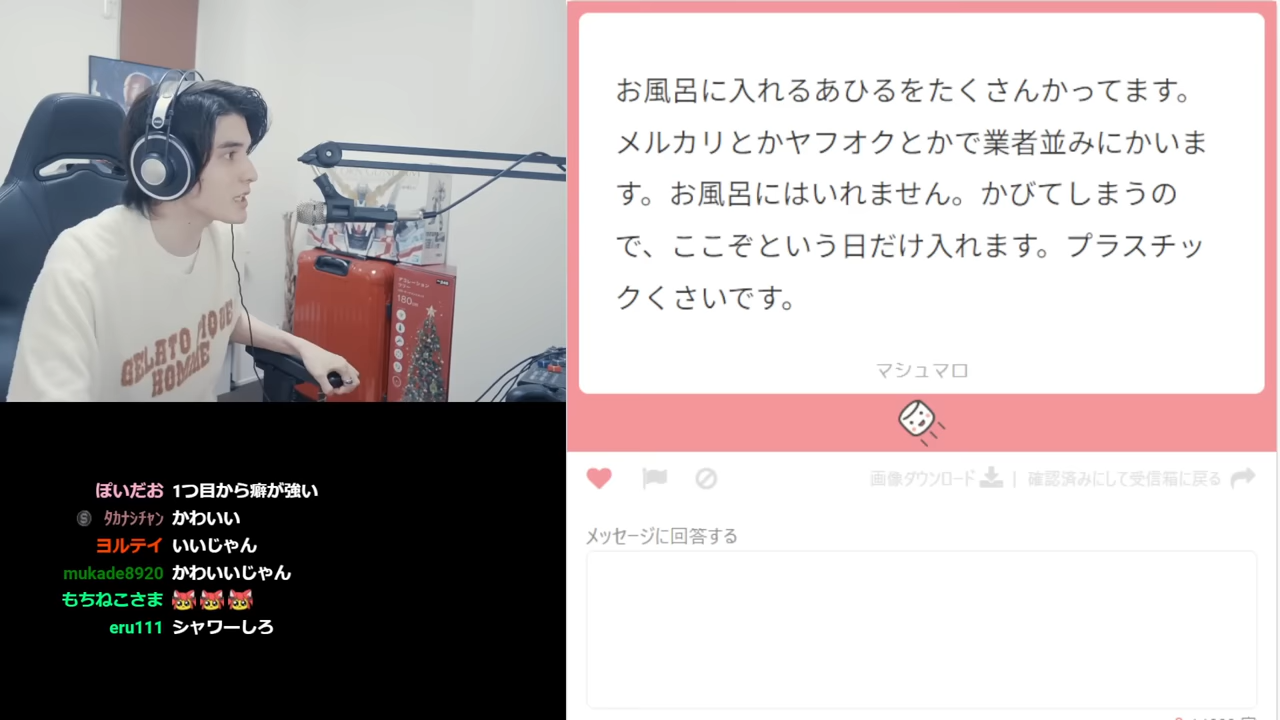 お風呂に入れるあひるをたくさんかってます。
メルカリとかヤフオクとかで業者並みにかいま
す。お風呂にはいれません。かびてしまうの
で、ここぞという日だけ入れます。プラスチッ
クくさいです。
マシュマロ
画像ダウンロード | 確認済みにして受信箱に戻る
メッセージに回答する
GELATO PIQUE
HOMME
180
ぽいだお 1つ目から癖が強い
S ﾀｶﾅｼﾁｬﾝ かわいい
ヨルテイ いいじゃん
mukade8920 かわいいじゃん
もちねこさま
eru111 シャワーしろ